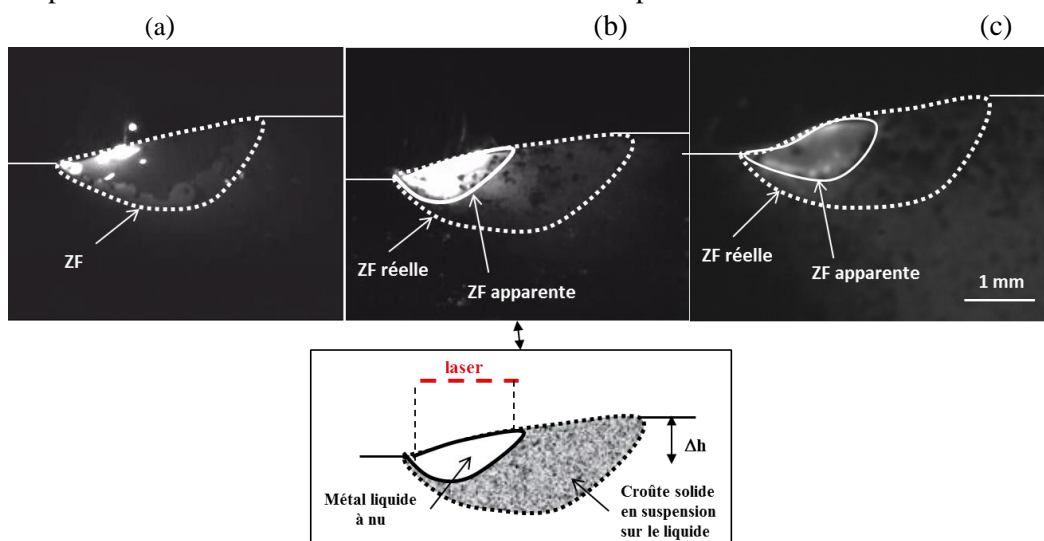 (a)
(b)
(c)
ZF
ZF réelle
ZF apparente
ZF réelle
ZF apparente
1 mm
laser
Δh
Métal liquide
à nu
Croûte solide
en suspension
sur le liquide